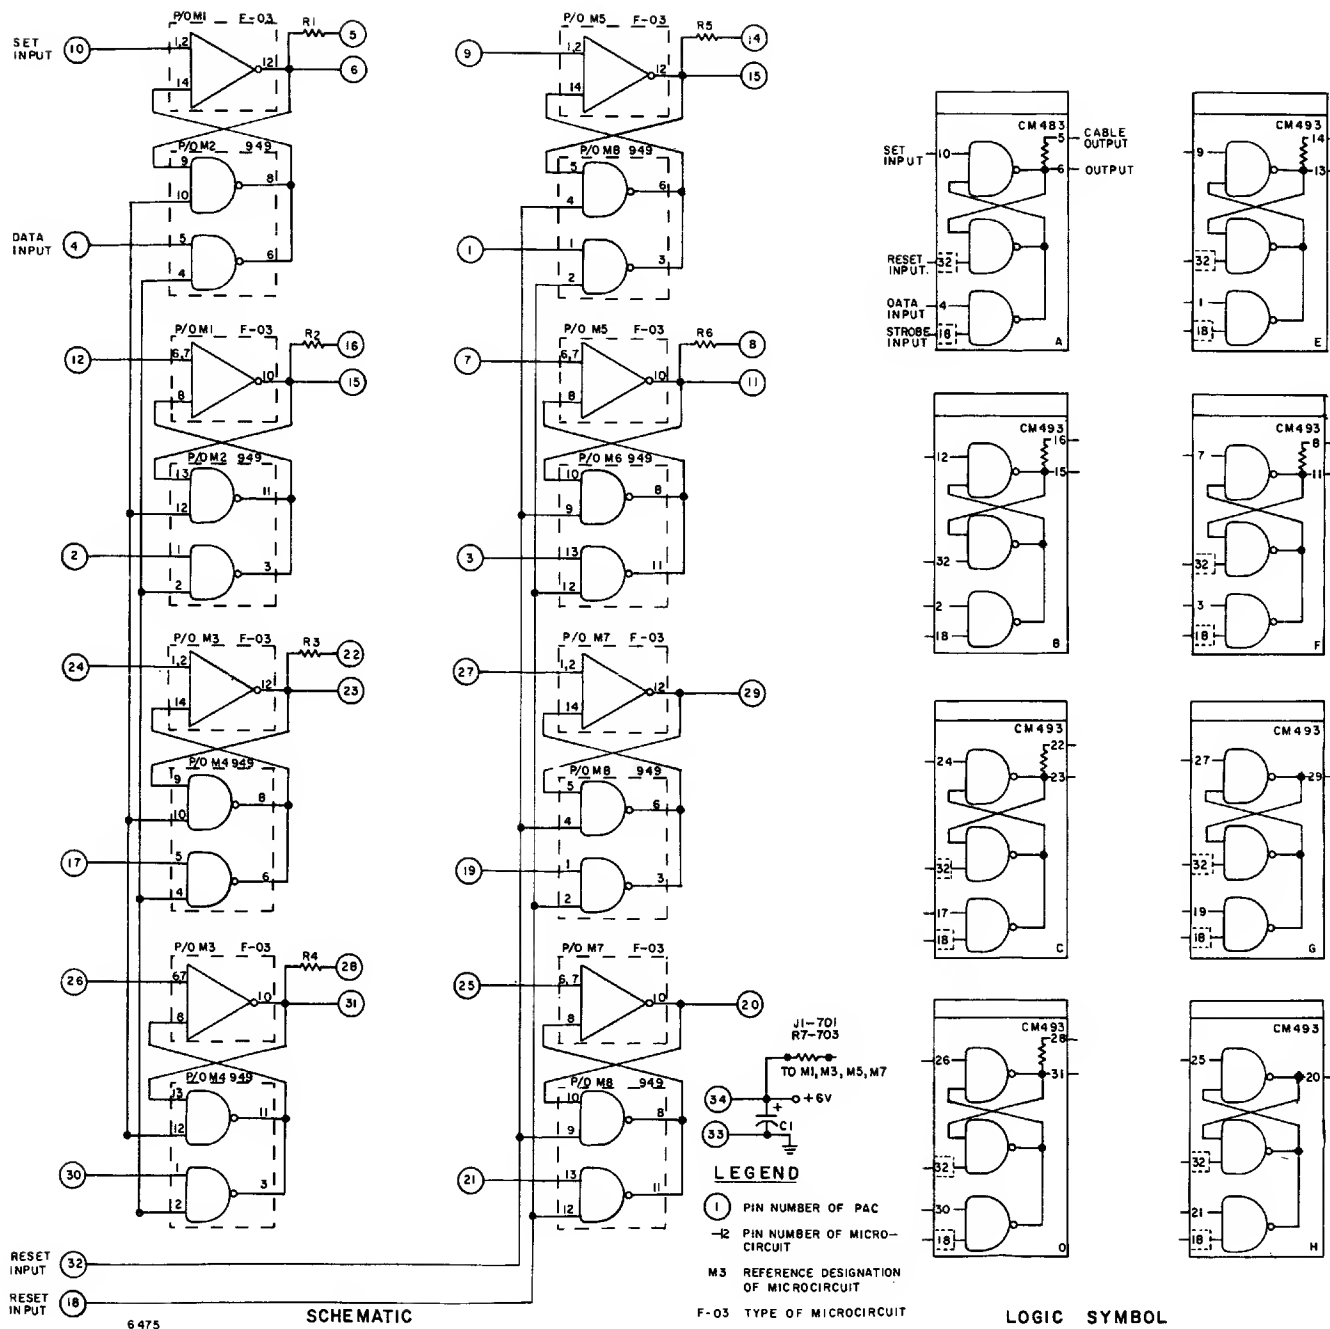 P/OM1 F-03
SET INPUT 10 1,2 12 R1 5
14 6
P/OM2 949
9 8
10
DATA INPUT 4 5 6
4
P/OM1 F-03
12 6,7 10 R2 16
8 15
P/OM2 949
13 11
12
2 1 3
2
P/O M3 F-03
24 1,2 12 R3 22
14 23
P/O M4 949
9 8
10
17 5 6
4
P/O M3 F-03
26 6,7 10 R4 28
8 31
P/O M4 949
13 11
12
30 1 3
2
RESET INPUT 32
RESET INPUT 18
6475
SCHEMATIC
P/O M5 F-03
9 1,2 12 R5 14
14 15
P/O M8 949
5 6
4
1 1 3
2
P/O M5 F-03
7 6,7 10 R6 8
8 11
P/O M6 949
10 8
9
3 13 11
12
P/O M7 F-03
27 1,2 12 29
14
P/O M8 949
5 6
4
19 1 3
2
P/O M7 F-03
25 6,7 10 20
8
P/O M8 949
10 8
9
21 13 11
12
J1-701
R7-703
TO M1, M3, M5, M7
34 + +6V
33 C1
LEGEND
1 PIN NUMBER OF PAC
12 PIN NUMBER OF MICRO-
CIRCUIT
M3 REFERENCE DESIGNATION
OF MICROCIRCUIT
F-03 TYPE OF MICROCIRCUIT
CM483
5 CABLE OUTPUT
SET INPUT 10 6 OUTPUT
RESET INPUT 32
DATA INPUT 4
STROBE INPUT 18
A
CM493
14
9 13
32
1
18
E
CM493
16
12 15
32
2
18
B
CM493
8
7 11
32
3
18
F
CM493
22
24 23
32
17
18
C
CM493
27 29
32
19
18
G
CM493
28
26 31
32
30
18
D
CM493
25 20
32
21
18
H
LOGIC SYMBOL